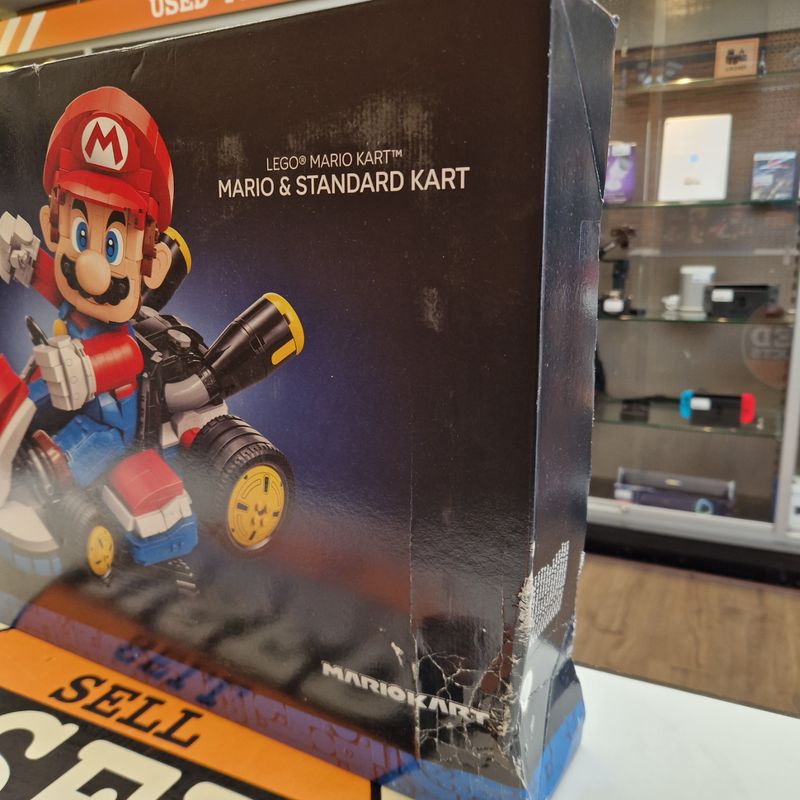 USED
M
LEGO® MARIO KART™
MARIO & STANDARD KART
MARIOKART
SELL